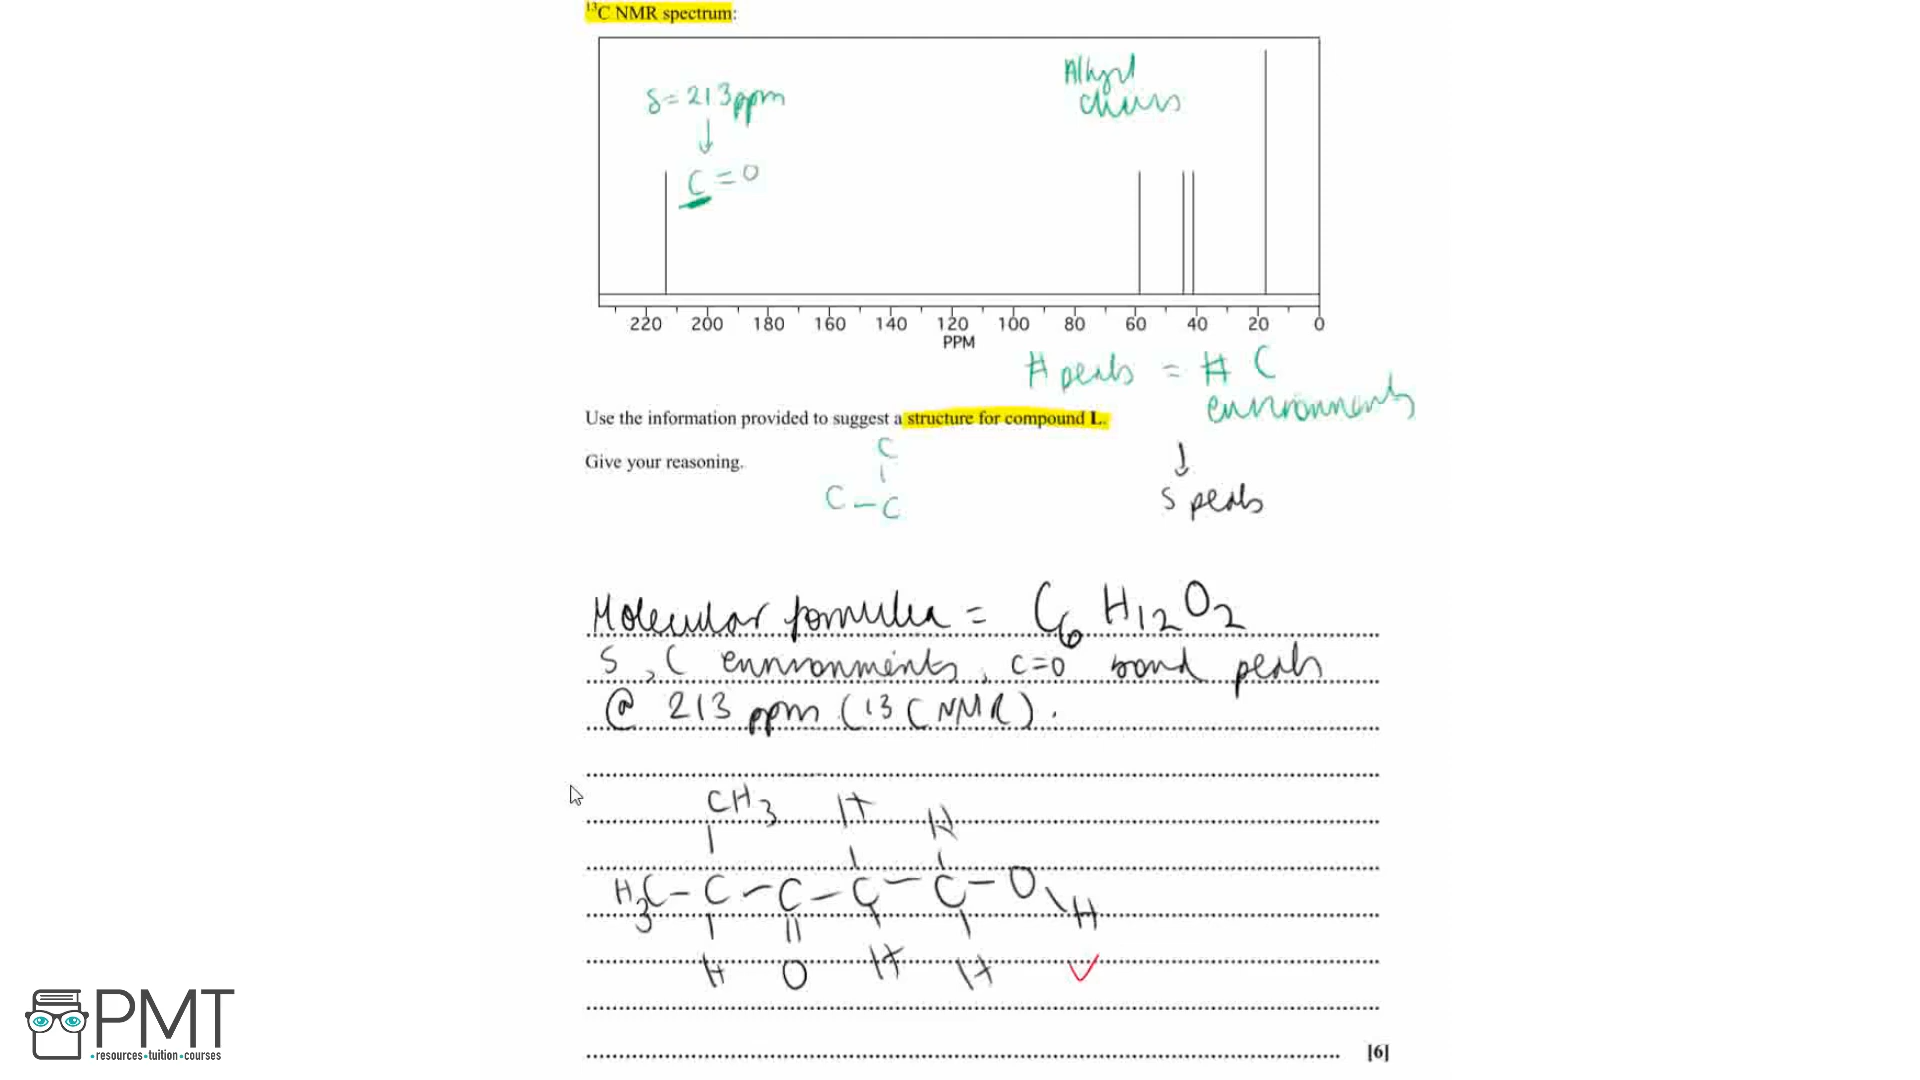 ¹³C NMR spectrum:
δ = 213 ppm
↓
C = O
Alkyl
chains
220 200 180 160 140 120 100 80 60 40 20 0
PPM
# peaks = # C
environments
Use the information provided to suggest a structure for compound L.
↓
Give your reasoning.
C
C – C
5 peaks
Molecular formula = C₆H₁₂O₂
5, C environments, C=O bond peak
@ 213 ppm (13 C NMR).
CH₃ H H
H₃C – C – C – C – C – O
H
H O H H
[6]
PMT
•resources•tuition•courses